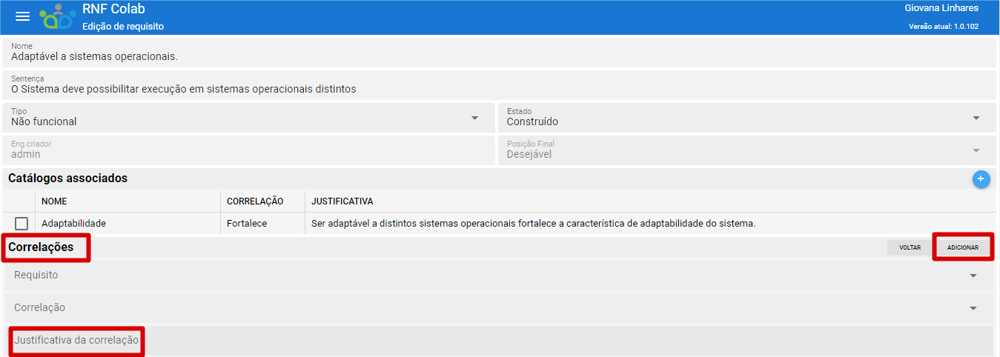 RNF Colab
Giovana Linhares
Edição de requisito
Versão atual: 1.0.102
Nome
Adaptável a sistemas operacionais.
Sentença
O Sistema deve possibilitar execução em sistemas operacionais distintos
Tipo
Não funcional
Estado
Construído
Eng.criador
admin
Posição Final
Desejável
Catálogos associados
+
NOME CORRELAÇÃO JUSTIFICATIVA
Adaptabilidade Fortalece Ser adaptável a distintos sistemas operacionais fortalece a característica de adaptabilidade do sistema.
Correlações VOLTAR ADICIONAR
Requisito
Correlação
Justificativa da correlação